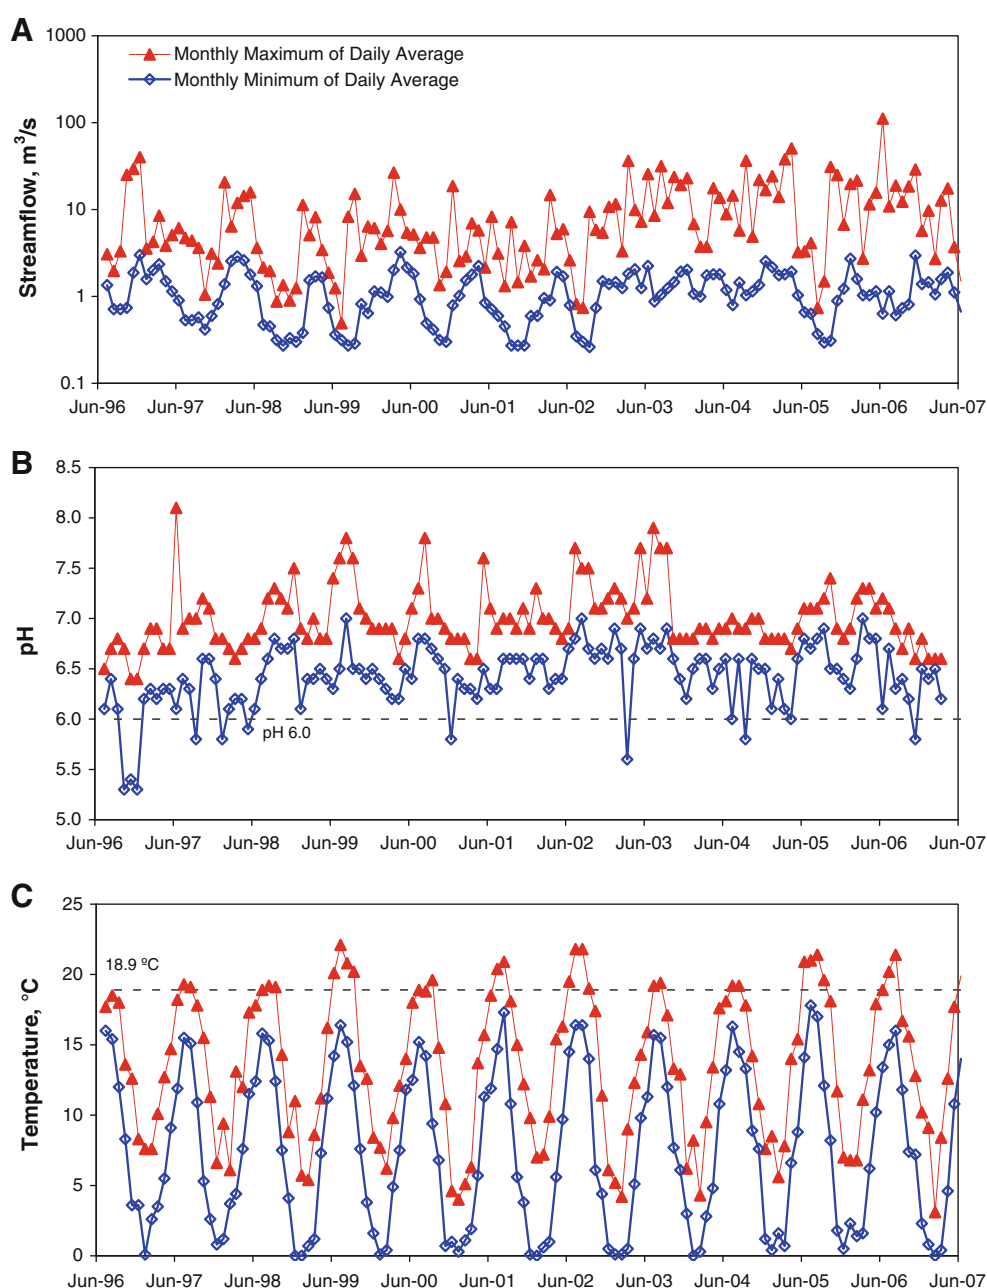 A
1000
100
10
1
0.1
Streamflow, m³/s
Monthly Maximum of Daily Average
Monthly Minimum of Daily Average
Jun-96 Jun-97 Jun-98 Jun-99 Jun-00 Jun-01 Jun-02 Jun-03 Jun-04 Jun-05 Jun-06 Jun-07
B
8.5
8.0
7.5
7.0
6.5
6.0
5.5
5.0
pH
pH 6.0
Jun-96 Jun-97 Jun-98 Jun-99 Jun-00 Jun-01 Jun-02 Jun-03 Jun-04 Jun-05 Jun-06 Jun-07
C
25
20
15
10
5
0
Temperature, °C
18.9 ºC
Jun-96 Jun-97 Jun-98 Jun-99 Jun-00 Jun-01 Jun-02 Jun-03 Jun-04 Jun-05 Jun-06 Jun-07